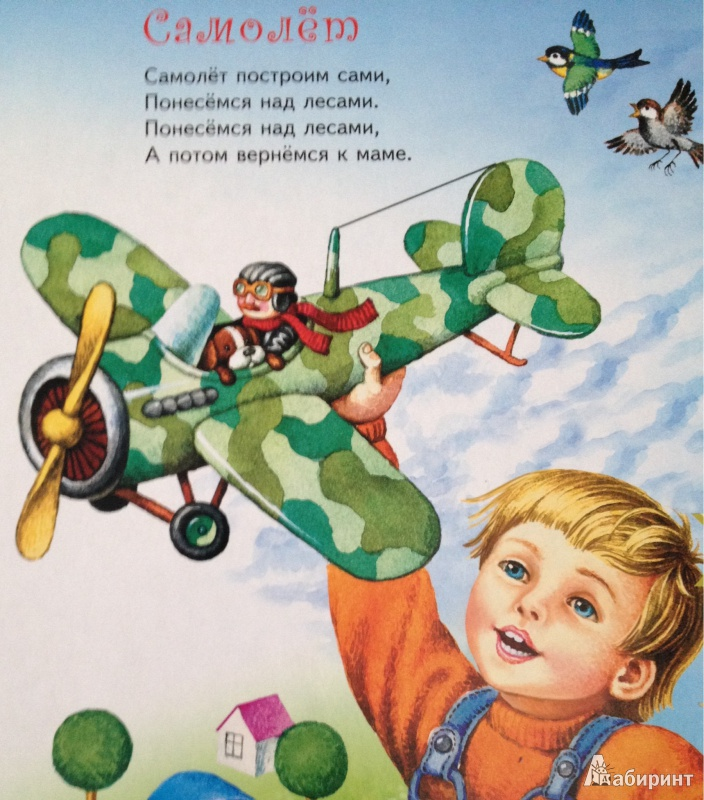 Самолёт
Самолёт построим сами,
Понесёмся над лесами.
Понесёмся над лесами,
А потом вернёмся к маме.
Лабиринт